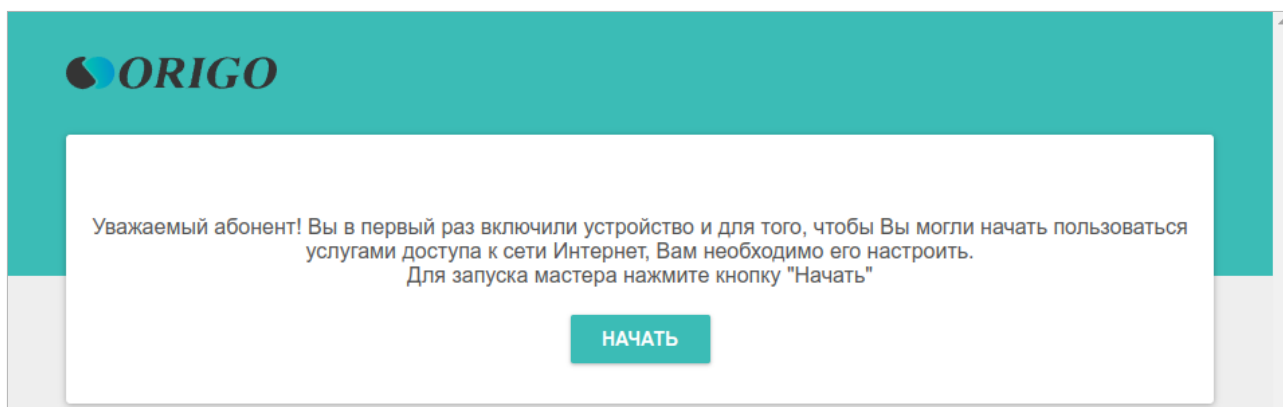 ORIGO
Уважаемый абонент! Вы в первый раз включили устройство и для того, чтобы Вы могли начать пользоваться
услугами доступа к сети Интернет, Вам необходимо его настроить.
Для запуска мастера нажмите кнопку "Начать"
НАЧАТЬ